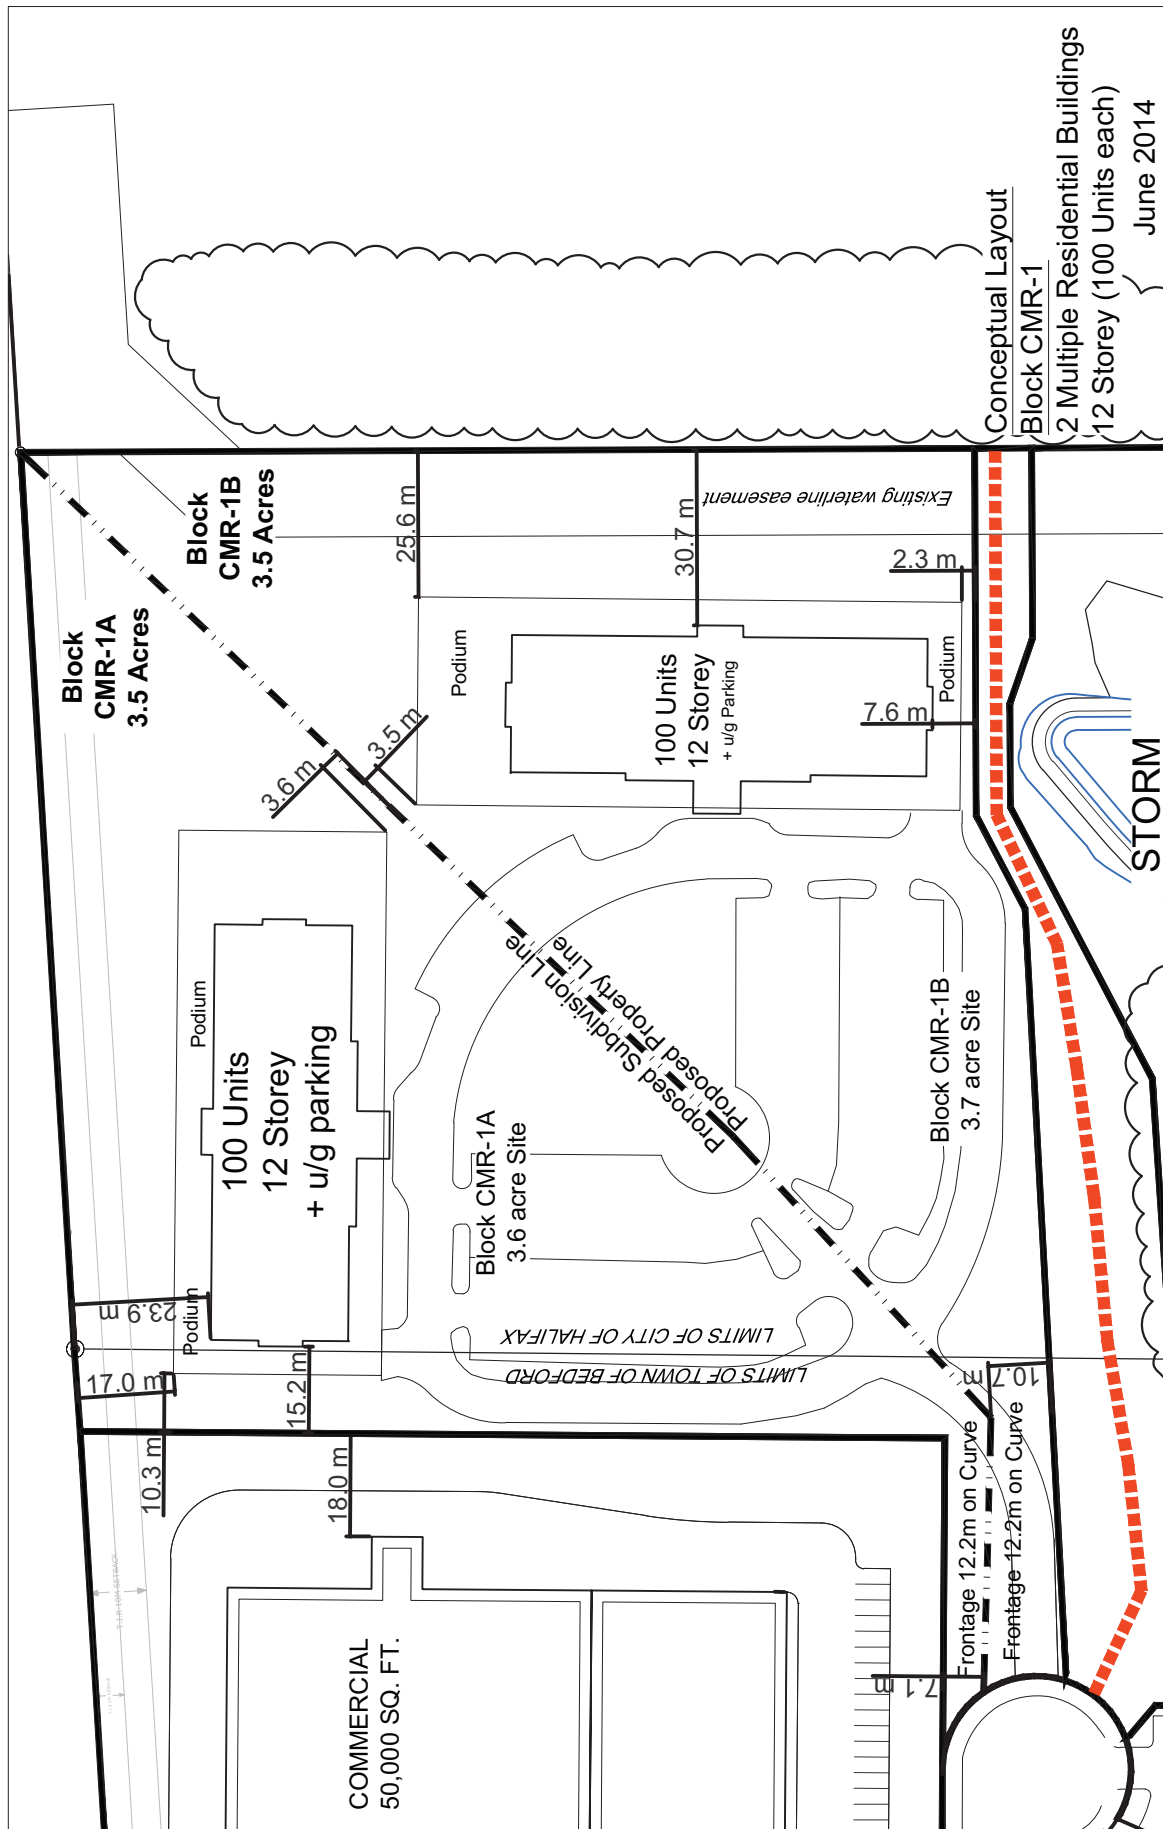 Conceptual Layout
Block CMR-1
2 Multiple Residential Buildings
12 Storey (100 Units each)
June 2014
Block
CMR-1A
3.5 Acres
Block
CMR-1B
3.5 Acres
25.6 m
30.7 m
Existing waterline easement
2.3 m
7.6 m
Podium
100 Units
12 Storey
+ u/g Parking
Podium
3.6 m
3.5 m
Podium
100 Units
12 Storey
+ u/g parking
Podium
Proposed Subdivision Line
Proposed Property Line
Block CMR-1A
3.6 acre Site
Block CMR-1B
3.7 acre Site
STORM
23.9 m
17.0 m
10.3 m
15.2 m
18.0 m
LIMITS OF CITY OF HALIFAX
LIMITS OF TOWN OF BEDFORD
10.7 m
Frontage 12.2m on Curve
Frontage 12.2m on Curve
7.1 m
COMMERCIAL
50,000 SQ. FT.